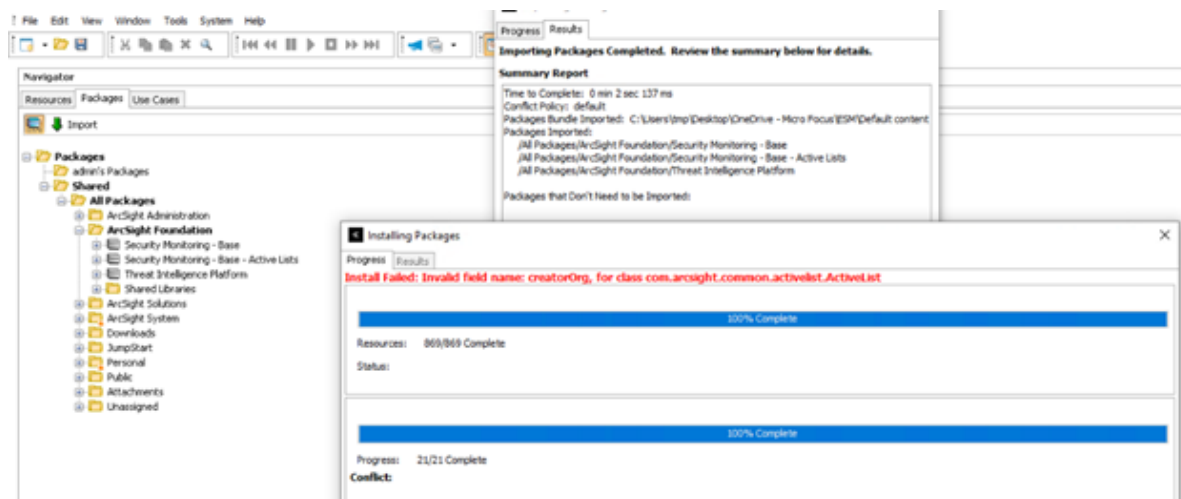 File Edit View Window Tools System Help
Navigator
Resources Packages Use Cases
Import
Packages
admin's Packages
Shared
All Packages
ArcSight Administration
ArcSight Foundation
Security Monitoring - Base
Security Monitoring - Base - Active Lists
Threat Intelligence Platform
Shared Libraries
ArcSight Solutions
ArcSight System
Downloads
JumpStart
Personal
Public
Attachments
Unassigned
Progress Results
Importing Packages Completed. Review the summary below for details.
Summary Report
Time to Complete: 0 min 2 sec 137 ms
Conflict Policy: default
Packages Bundle Imported: C:\Users\tmp\Desktop\OneDrive - Micro Focus\ESM\Default content
Packages Imported:
/All Packages/ArcSight Foundation/Security Monitoring - Base
/All Packages/ArcSight Foundation/Security Monitoring - Base - Active Lists
/All Packages/ArcSight Foundation/Threat Intelligence Platform
Packages that Don't Need to be Imported:
Installing Packages
Progress Results
Install Failed: Invalid field name: creatorOrg, for class com.arcsight.common.activelist.ActiveList
100% Complete
Resources: 869/869 Complete
Status:
100% Complete
Progress: 21/21 Complete
Conflict: